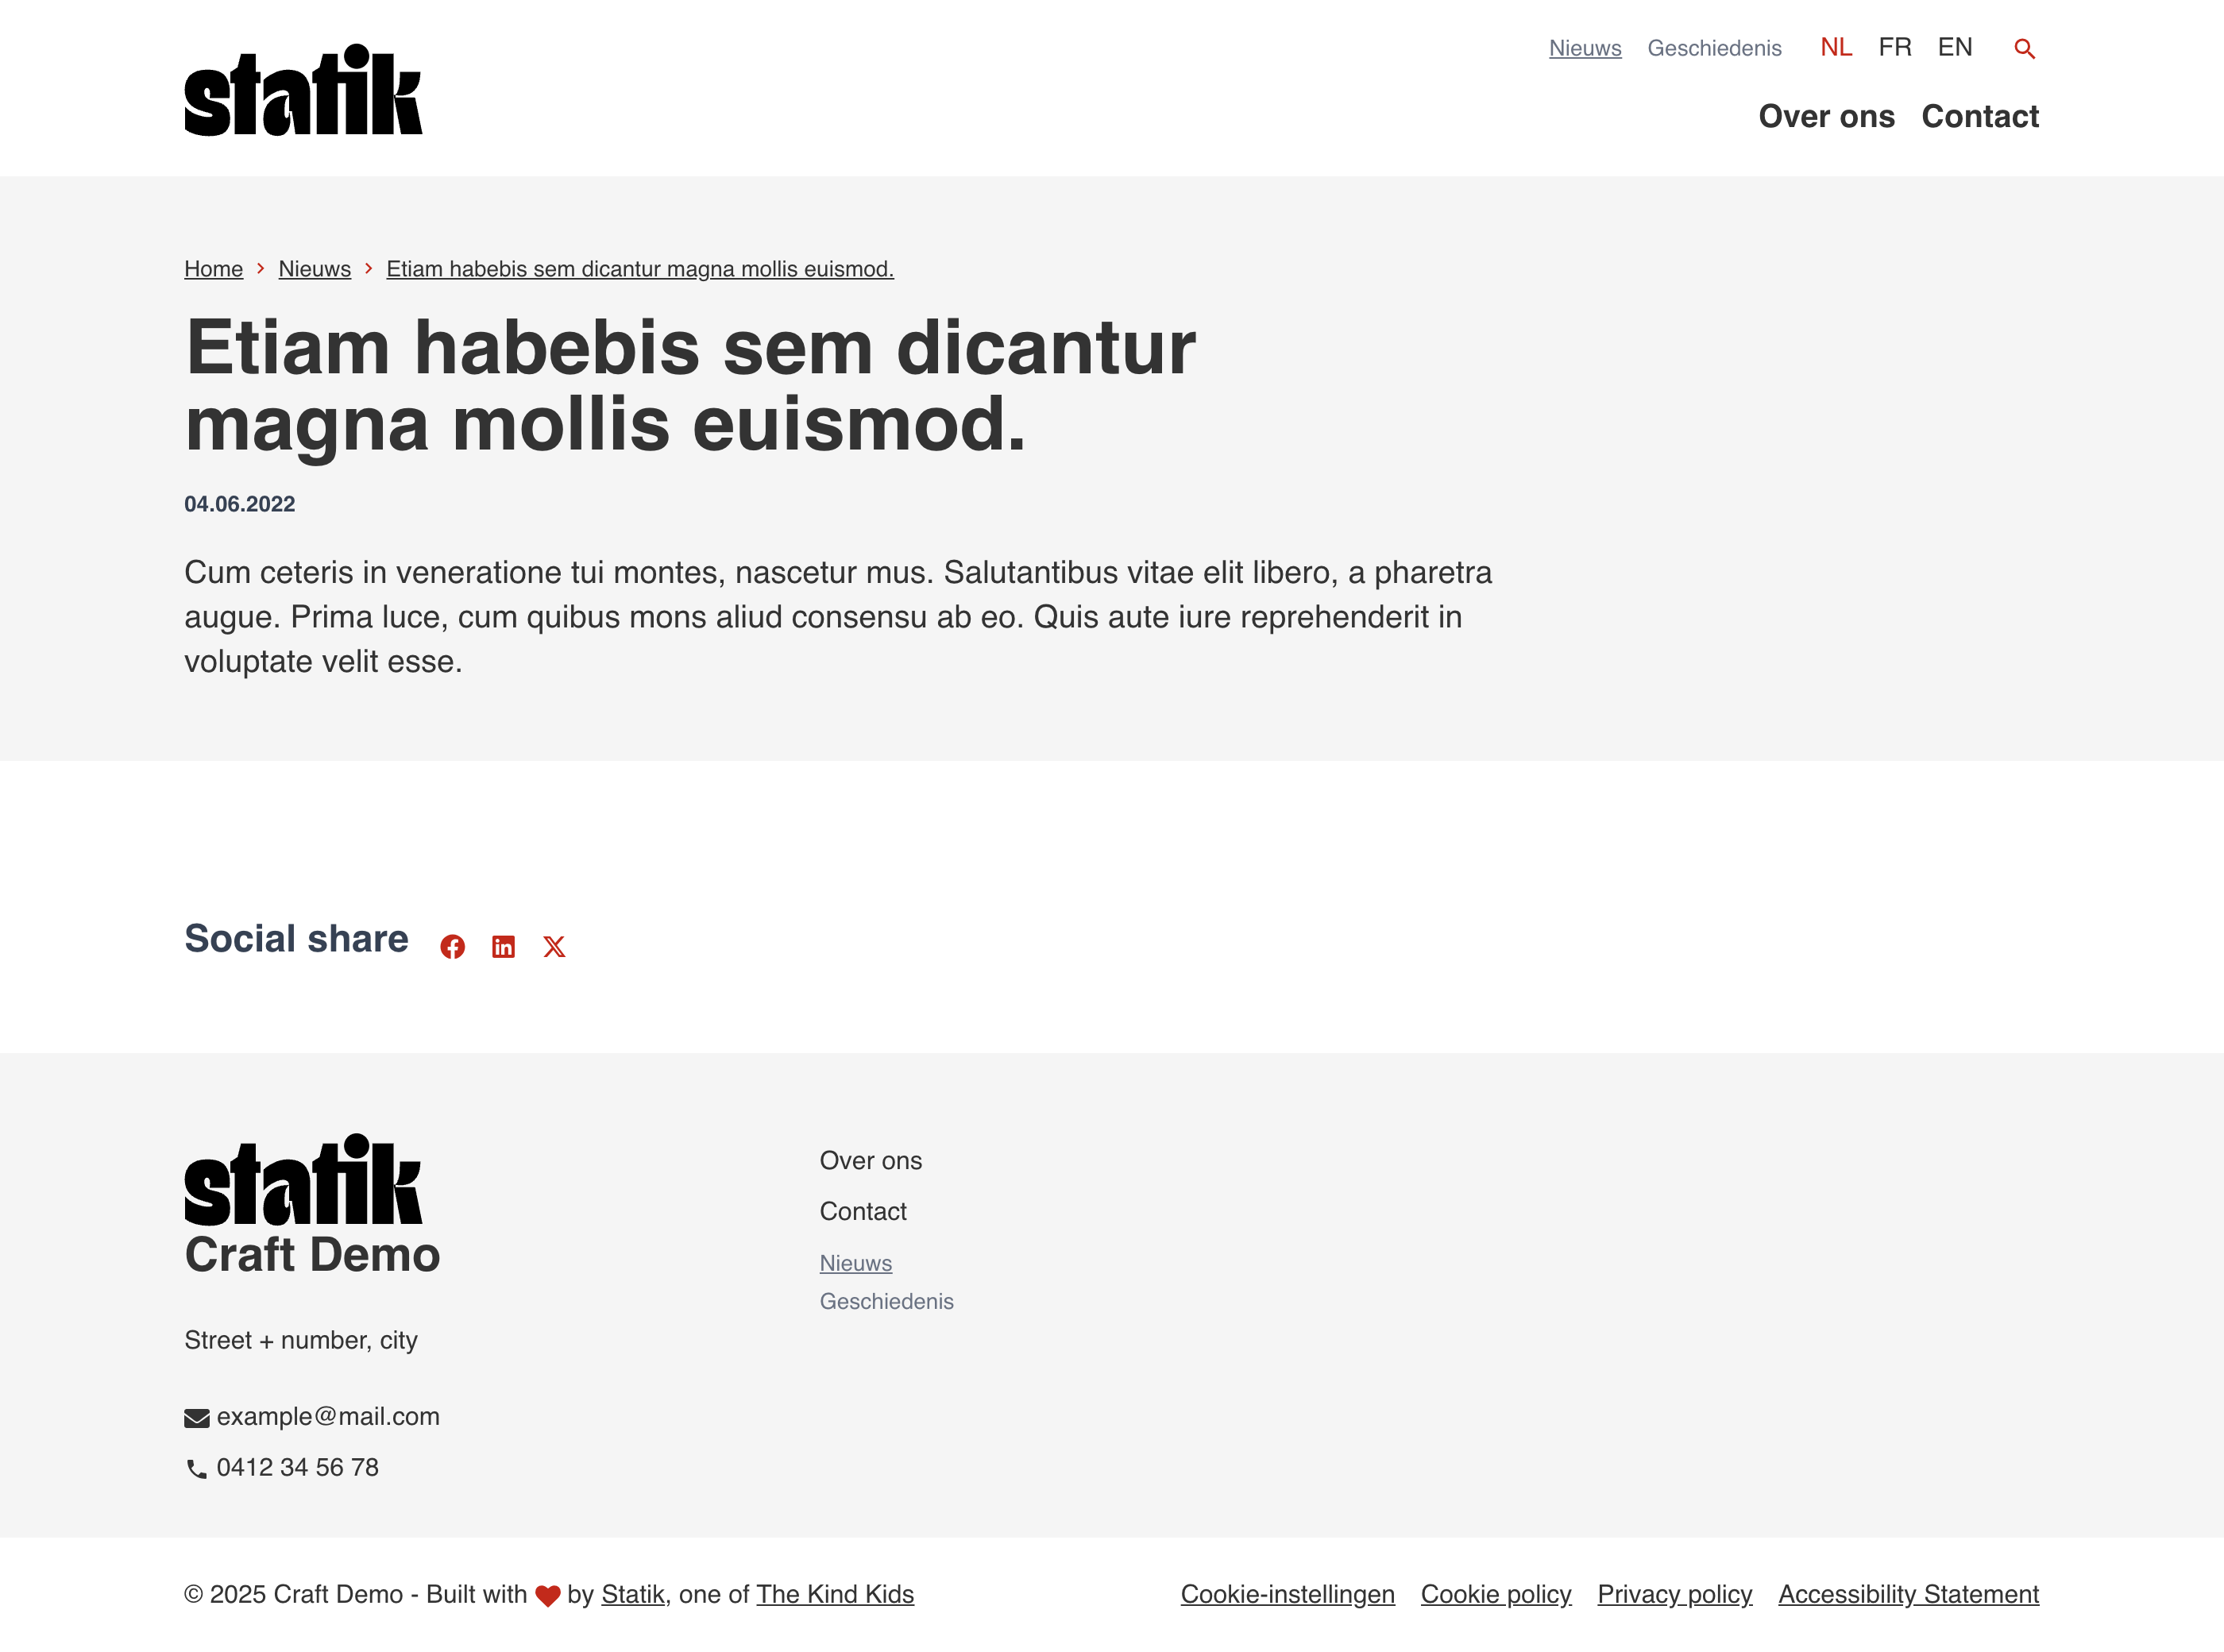 statik
Nieuws Geschiedenis NL FR EN
Over ons Contact
Home Nieuws Etiam habebis sem dicantur magna mollis euismod.
Etiam habebis sem dicantur
magna mollis euismod.
04.06.2022
Cum ceteris in veneratione tui montes, nascetur mus. Salutantibus vitae elit libero, a pharetra
augue. Prima luce, cum quibus mons aliud consensu ab eo. Quis aute iure reprehenderit in
voluptate velit esse.
Social share
statik
Craft Demo
Street + number, city
example@mail.com
0412 34 56 78
Over ons
Contact
Nieuws
Geschiedenis
© 2025 Craft Demo - Built with by Statik, one of The Kind Kids
Cookie-instellingen Cookie policy Privacy policy Accessibility Statement